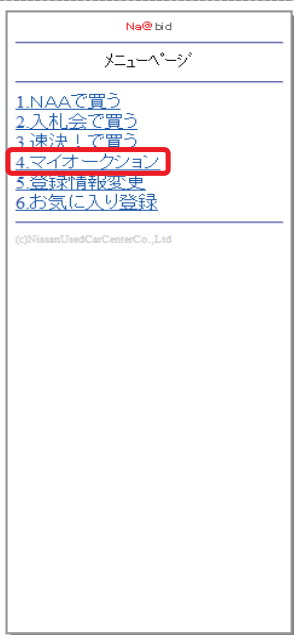 Na@bid
メニューページ
1.NAAで買う
2.入札会で買う
3.速決！で買う
4.マイオークション
5.登録情報変更
6.お気に入り登録
(c)NissanUsedCarCenterCo.,Ltd